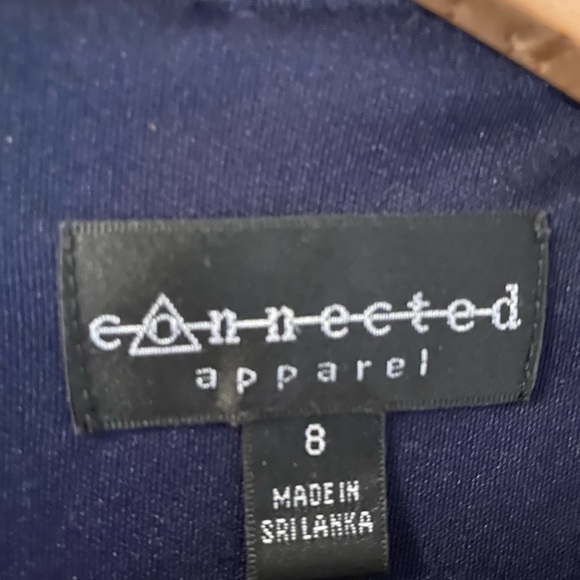 connected
apparel
8
MADE IN
SRI LANKA